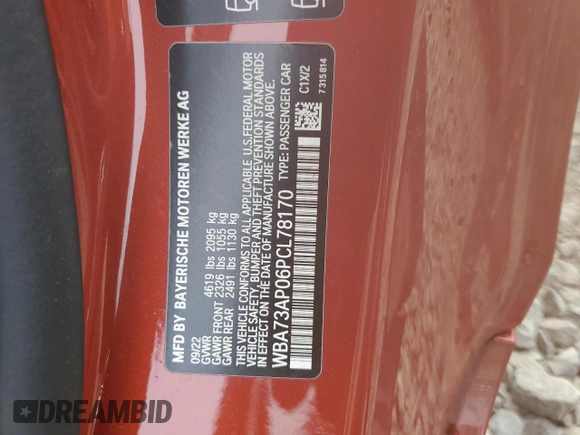 MFD BY BAYERISCHE MOTOREN WERKE AG
09/22
GVWR 4619 lbs 2095 kg
GAWR FRONT 2326 lbs 1055 kg
GAWR REAR 2491 lbs 1130 kg
THIS VEHICLE CONFORMS TO ALL APPLICABLE U.S.FEDERAL MOTOR
VEHICLE SAFETY, BUMPER AND THEFT PREVENTION STANDARDS
IN EFFECT ON THE DATE OF MANUFACTURE SHOWN ABOVE.
WBA73AP06PCL78170 TYPE: PASSENGER CAR
C1X/2
7 315 814
DREAMBID